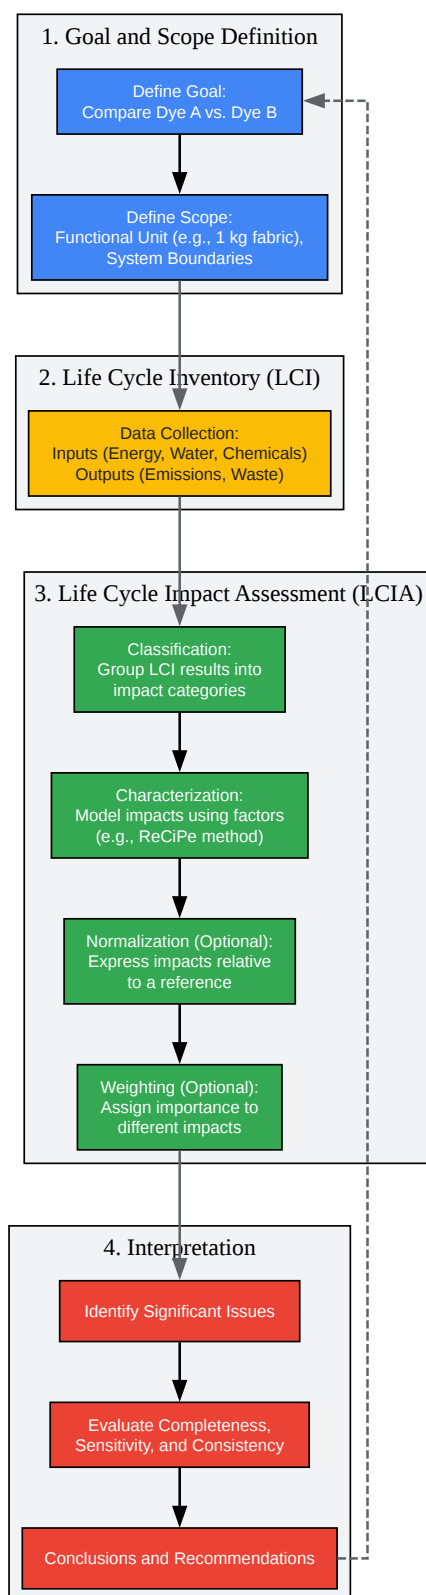 1. Goal and Scope Definition
Define Goal:
Compare Dye A vs. Dye B
Define Scope:
Functional Unit (e.g., 1 kg fabric),
System Boundaries
2. Life Cycle Inventory (LCI)
Data Collection:
Inputs (Energy, Water, Chemicals)
Outputs (Emissions, Waste)
3. Life Cycle Impact Assessment (LCIA)
Classification:
Group LCI results into
impact categories
Characterization:
Model impacts using factors
(e.g., ReCiPe method)
Normalization (Optional):
Express impacts relative
to a reference
Weighting (Optional):
Assign importance to
different impacts
4. Interpretation
Identify Significant Issues
Evaluate Completeness,
Sensitivity, and Consistency
Conclusions and Recommendations